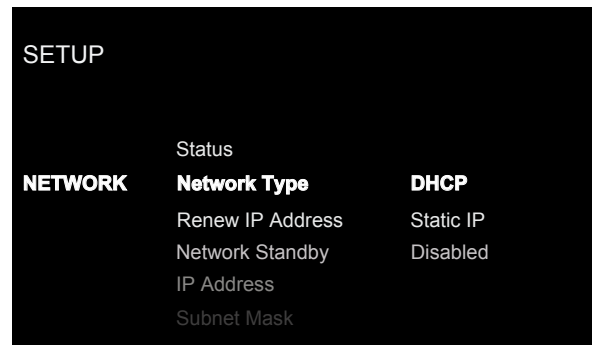 SETUP
Status
NETWORK Network Type DHCP
Renew IP Address Static IP
Network Standby Disabled
IP Address
Subnet Mask